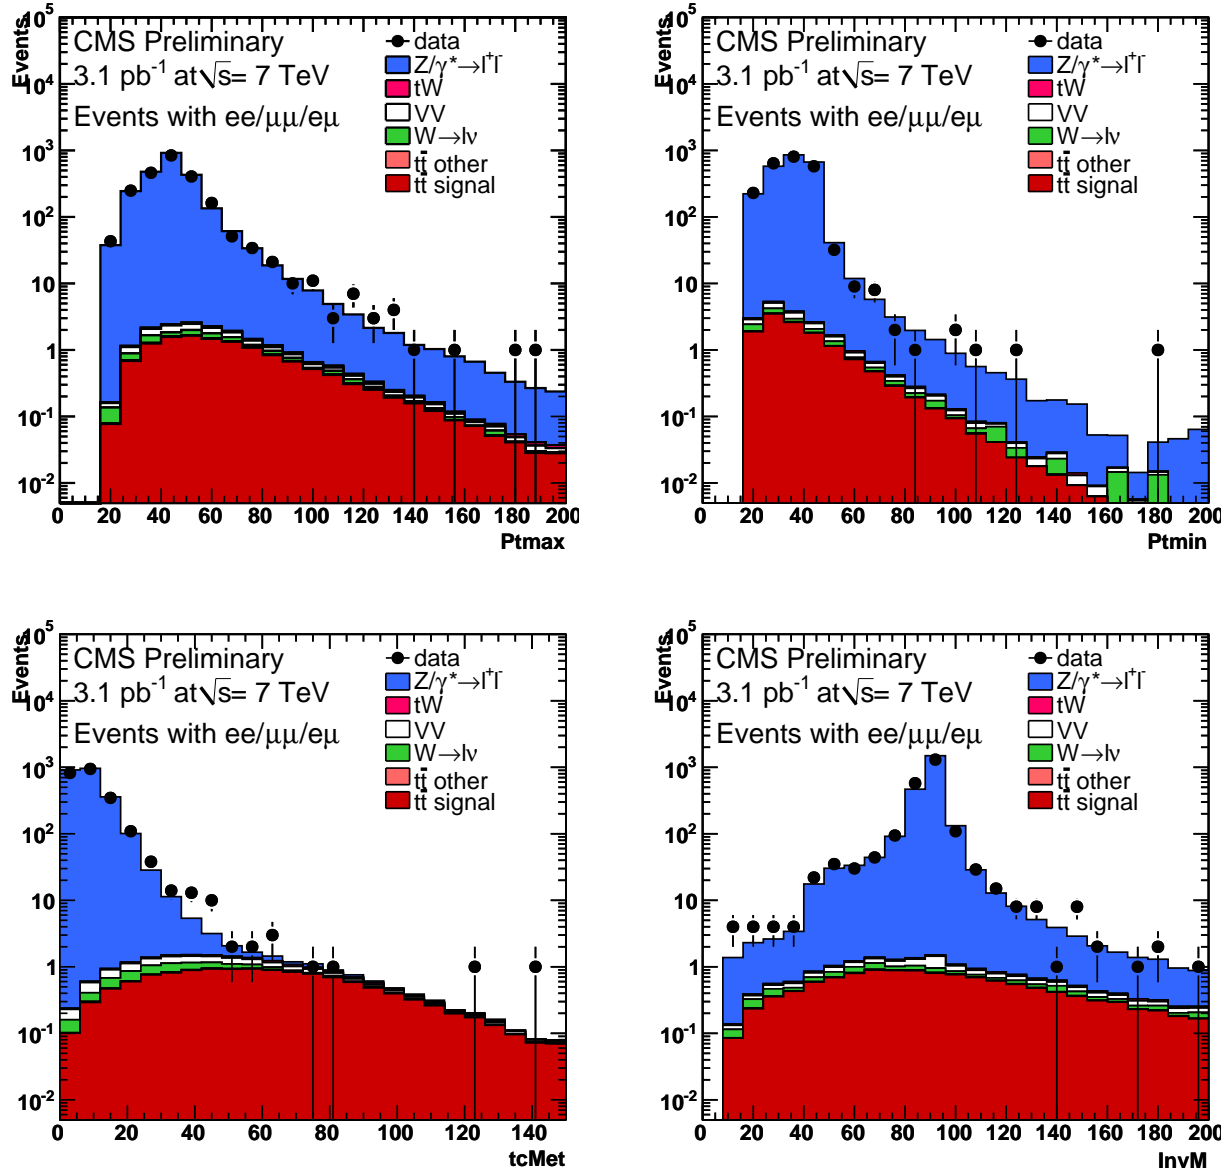 Events
10⁵
10⁴
10³
10²
10
1
10⁻¹
10⁻²
CMS Preliminary
3.1 pb⁻¹ at √s = 7 TeV
Events with ee/μμ/eμ
data
Z/γ*→l⁺l⁻
tW
VV
W→lν
tt̄ other
tt̄ signal
0 20 40 60 80 100 120 140 160 180 200
Ptmax
Events
10⁵
10⁴
10³
10²
10
1
10⁻¹
10⁻²
CMS Preliminary
3.1 pb⁻¹ at √s = 7 TeV
Events with ee/μμ/eμ
data
Z/γ*→l⁺l⁻
tW
VV
W→lν
tt̄ other
tt̄ signal
0 20 40 60 80 100 120 140 160 180 200
Ptmin
Events
10⁵
10⁴
10³
10²
10
1
10⁻¹
10⁻²
CMS Preliminary
3.1 pb⁻¹ at √s = 7 TeV
Events with ee/μμ/eμ
data
Z/γ*→l⁺l⁻
tW
VV
W→lν
tt̄ other
tt̄ signal
0 20 40 60 80 100 120 140
tcMet
Events
10⁵
10⁴
10³
10²
10
1
10⁻¹
10⁻²
CMS Preliminary
3.1 pb⁻¹ at √s = 7 TeV
Events with ee/μμ/eμ
data
Z/γ*→l⁺l⁻
tW
VV
W→lν
tt̄ other
tt̄ signal
0 20 40 60 80 100 120 140 160 180 200
InvM